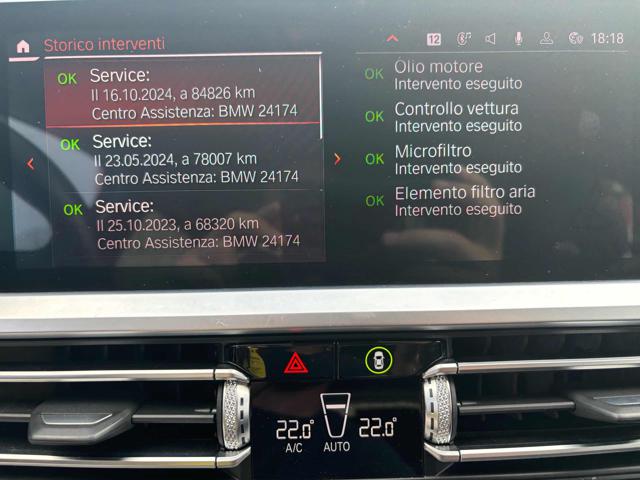 Storico interventi
12
18:18
OK Service:
Il 16.10.2024, a 84826 km
Centro Assistenza: BMW 24174
OK Service:
Il 23.05.2024, a 78007 km
Centro Assistenza: BMW 24174
OK Service:
Il 25.10.2023, a 68320 km
Centro Assistenza: BMW 24174
OK Olio motore
Intervento eseguito
OK Controllo vettura
Intervento eseguito
OK Microfiltro
Intervento eseguito
OK Elemento filtro aria
Intervento eseguito
22.0° 22.0°
A/C AUTO